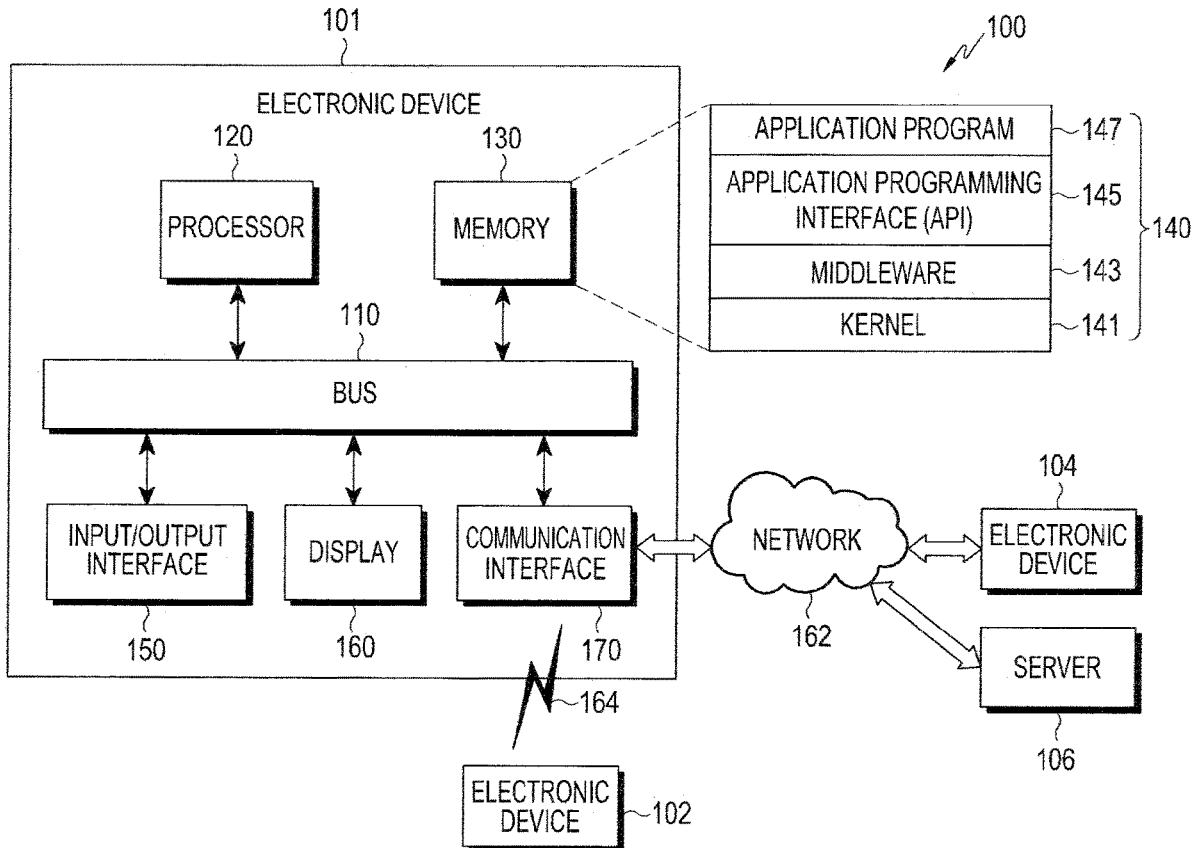 101
100
ELECTRONIC DEVICE
120
130
PROCESSOR
MEMORY
APPLICATION PROGRAM
147
APPLICATION PROGRAMMING
INTERFACE (API)
145
140
MIDDLEWARE
143
KERNEL
141
110
BUS
INPUT/OUTPUT
INTERFACE
150
DISPLAY
160
COMMUNICATION
INTERFACE
170
NETWORK
162
104
ELECTRONIC
DEVICE
SERVER
106
164
ELECTRONIC
DEVICE
102